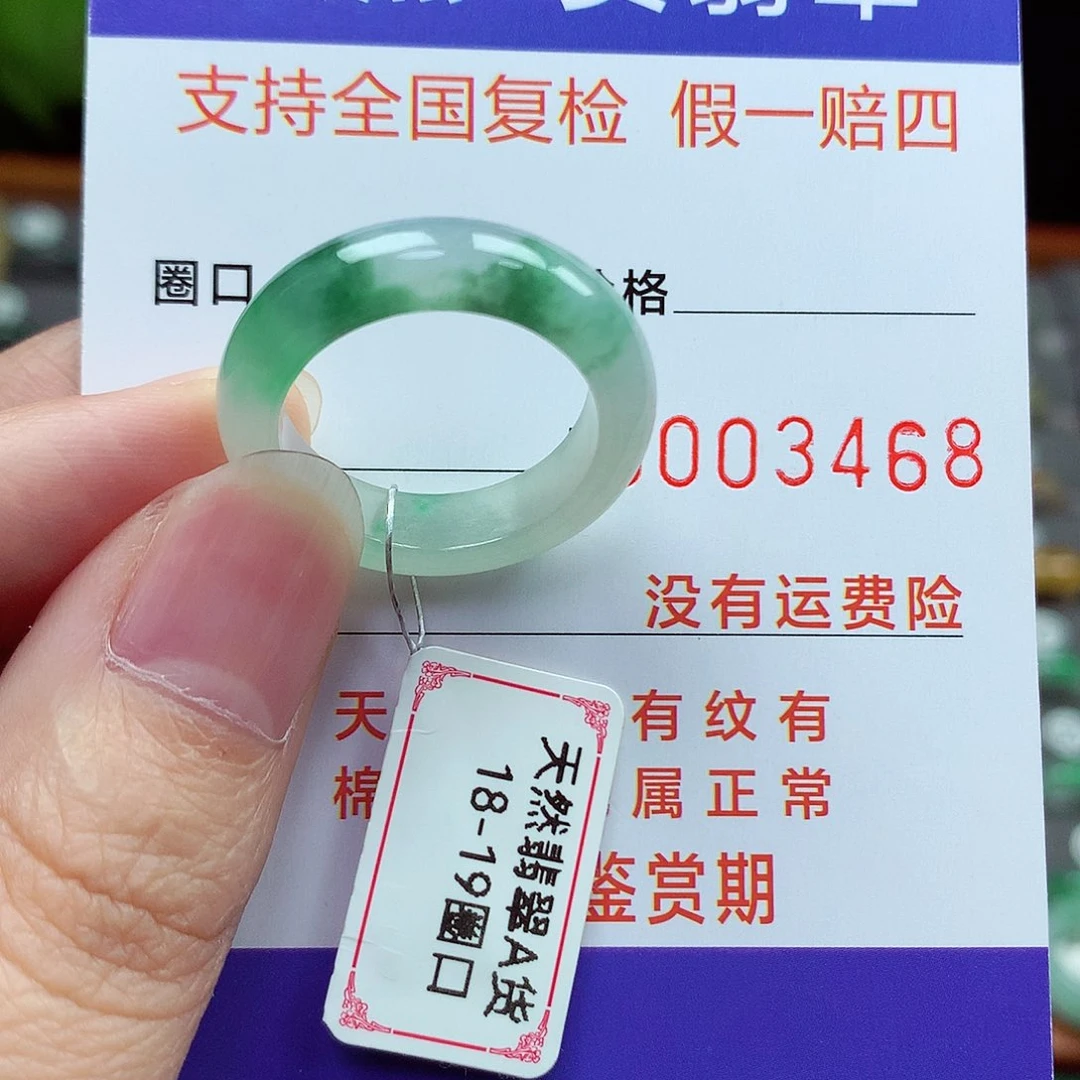 支持全国复检 假一赔四
圈口 格
003468
没有运费险
天 有纹有
棉 属正常
鉴赏期
天然翡翠A货
18-19圈口